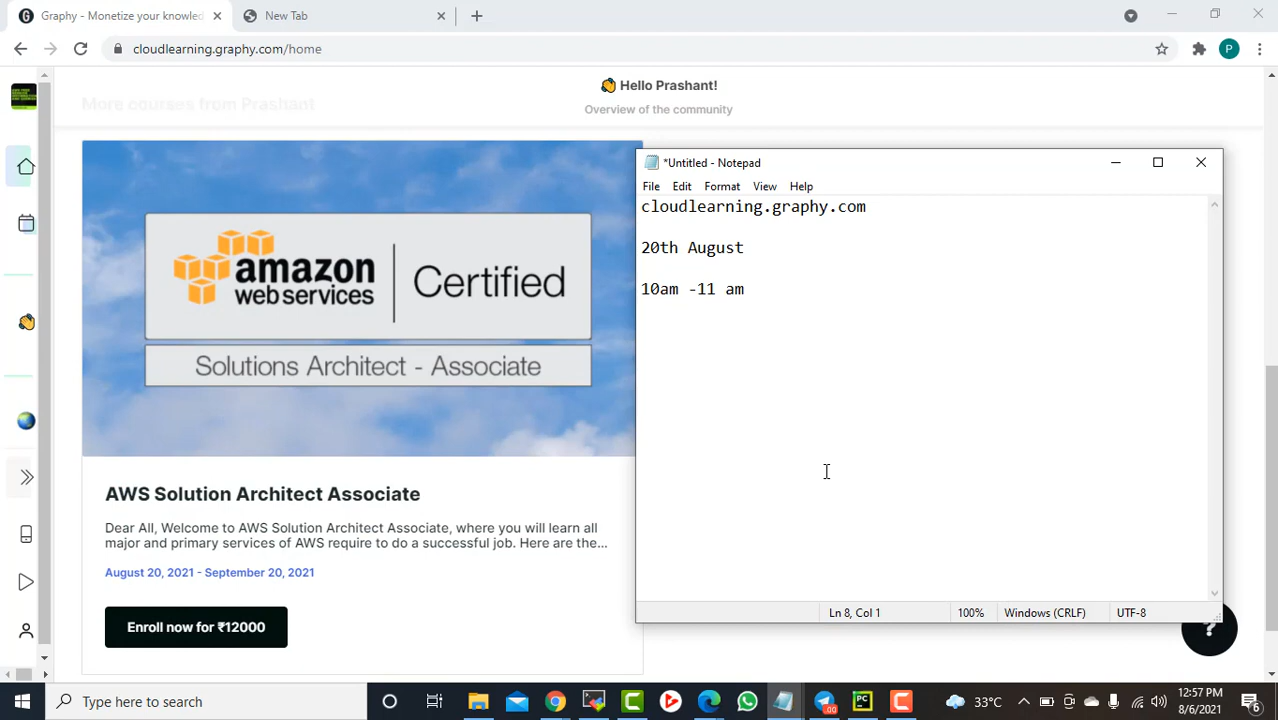 Graphy - Monetize your knowled
New Tab
cloudlearning.graphy.com/home
Hello Prashant!
Overview of the community
More courses from Prashant
amazon
web services
Certified
Solutions Architect - Associate
AWS Solution Architect Associate
Dear All, Welcome to AWS Solution Architect Associate, where you will learn all
major and primary services of AWS require to do a successful job. Here are the...
August 20, 2021 - September 20, 2021
Enroll now for ₹12000
*Untitled - Notepad
File Edit Format View Help
cloudlearning.graphy.com
20th August
10am -11 am
Ln 8, Col 1 100% Windows (CRLF) UTF-8
?
Type here to search
33°C
12:57 PM
8/6/2021